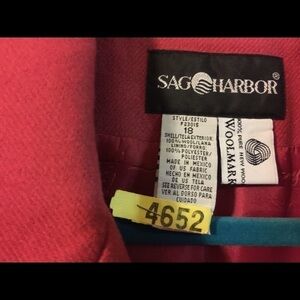 SAG HARBOR®
STYLE/ESTILO
F23015
18
SHELL/TELA EXTERIOR
100% WOOL/LANA
LINING/FORRO
100% POLYESTER/
POLIESTER
MADE IN MEXICO
OF US FABRIC
HECHO EN MEXICO
DE US TELA
SEE REVERSE FOR CARE
VER AL DORSO PARA
CUIDADO
100% PURE NEW WOOL
WOOLMARK
4652